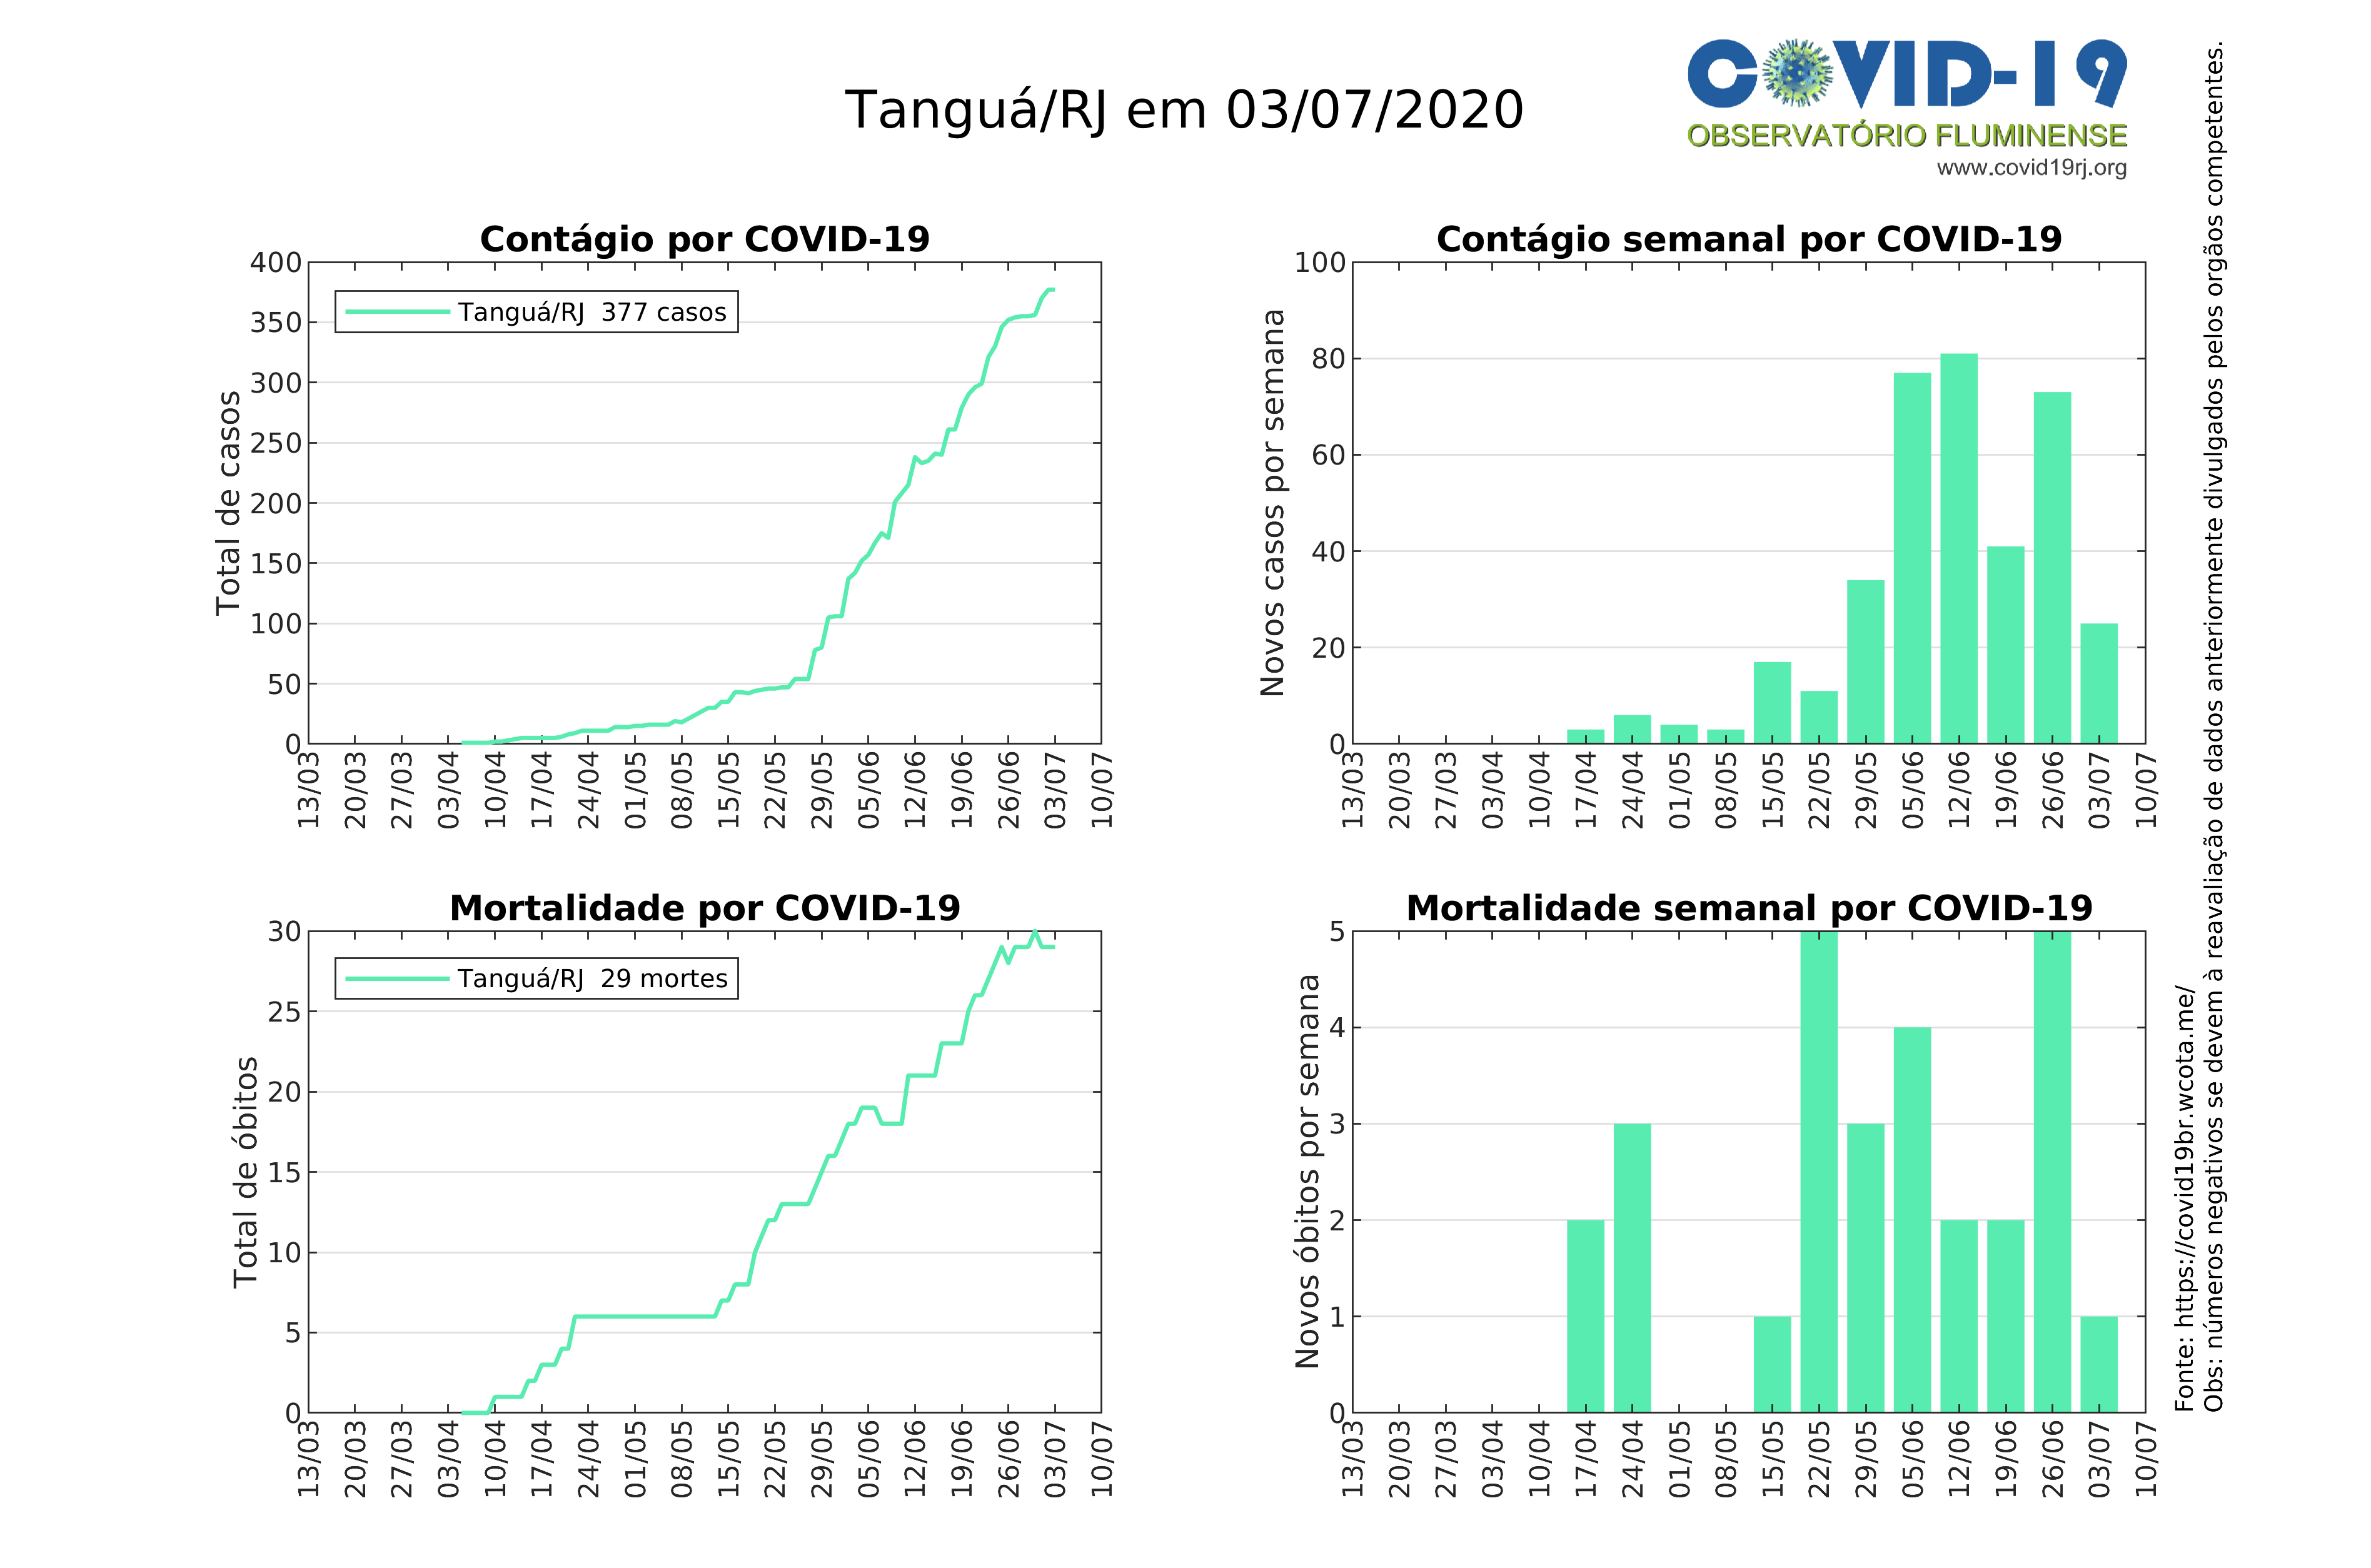 Tanguá/RJ em 03/07/2020
COVID-19
OBSERVATÓRIO FLUMINENSE
www.covid19rj.org
Contágio por COVID-19
Total de casos
400
350
300
250
200
150
100
50
0
Tanguá/RJ 377 casos
13/03 20/03 27/03 03/04 10/04 17/04 24/04 01/05 08/05 15/05 22/05 29/05 05/06 12/06 19/06 26/06 03/07 10/07
Contágio semanal por COVID-19
Novos casos por semana
100
80
60
40
20
0
13/03 20/03 27/03 03/04 10/04 17/04 24/04 01/05 08/05 15/05 22/05 29/05 05/06 12/06 19/06 26/06 03/07 10/07
Mortalidade por COVID-19
Total de óbitos
30
25
20
15
10
5
0
Tanguá/RJ 29 mortes
13/03 20/03 27/03 03/04 10/04 17/04 24/04 01/05 08/05 15/05 22/05 29/05 05/06 12/06 19/06 26/06 03/07 10/07
Mortalidade semanal por COVID-19
Novos óbitos por semana
5
4
3
2
1
0
13/03 20/03 27/03 03/04 10/04 17/04 24/04 01/05 08/05 15/05 22/05 29/05 05/06 12/06 19/06 26/06 03/07 10/07
Fonte: https://covid19br.wcota.me/
Obs: números negativos se devem à reavaliação de dados anteriormente divulgados pelos orgãos competentes.